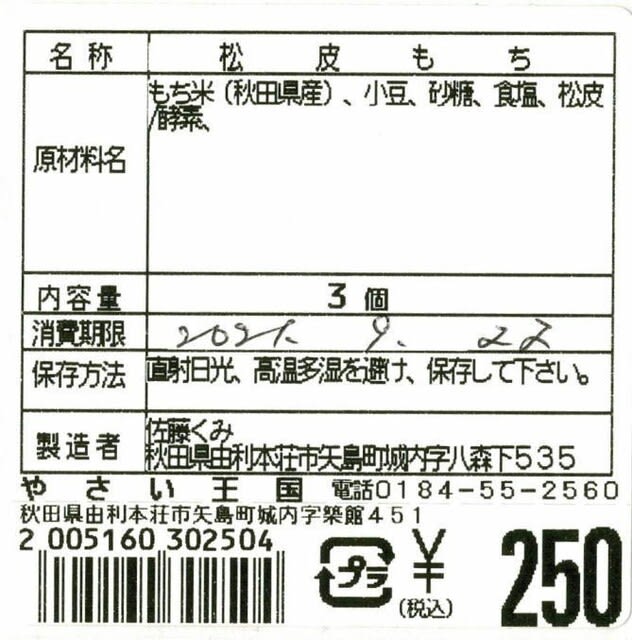 名称 松皮もち
原材料名 もち米（秋田県産）、小豆、砂糖、食塩、松皮
/酵素、
内容量 3個
消費期限 2021. 9. 22
保存方法 直射日光、高温多湿を避け、保存して下さい。
製造者 佐藤くみ
秋田県由利本荘市矢島町城内字八森下535
やさい王国 電話0184-55-2560
秋田県由利本荘市矢島町城内字築館451
2 005160 302504
プラ
¥ 250
(税込)